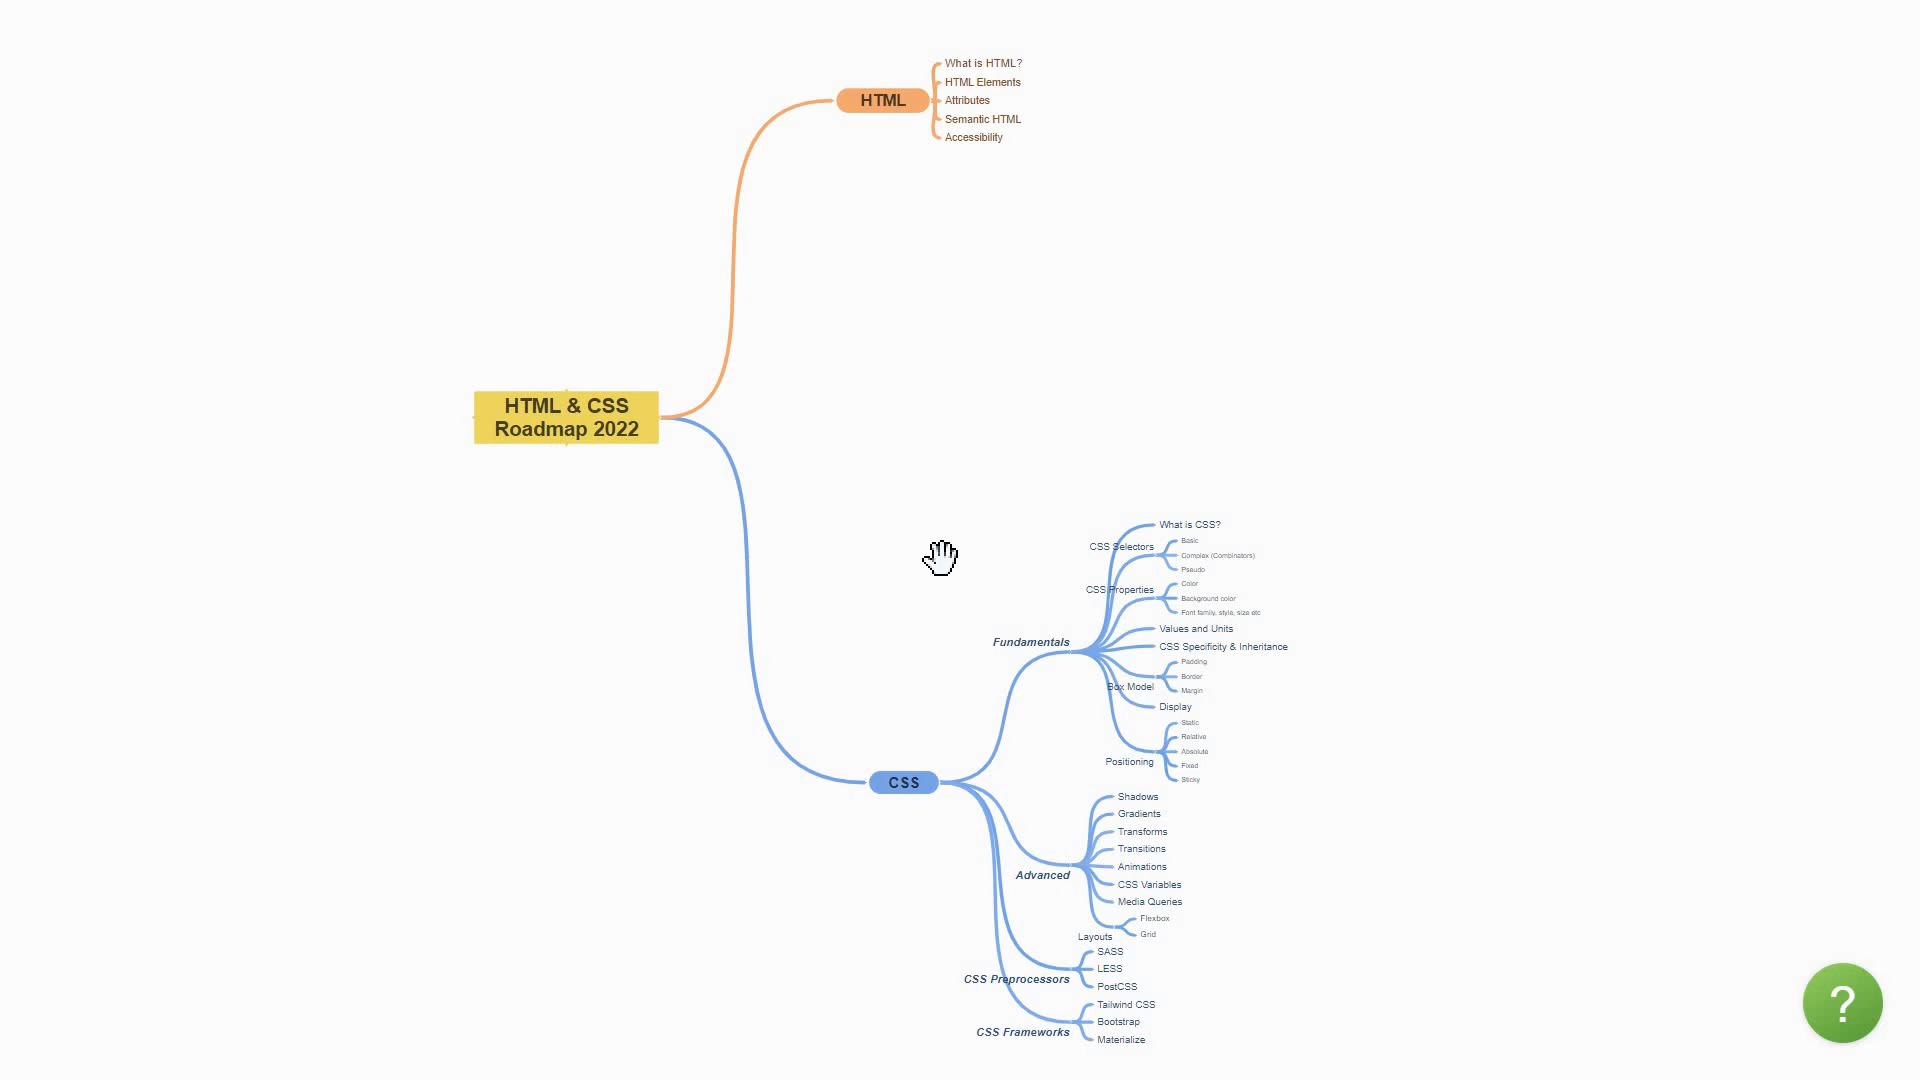 What is HTML?
HTML
HTML Elements
Attributes
Semantic HTML
Accessibility
HTML & CSS
Roadmap 2022
What is CSS?
CSS Selectors
Basic
Complex (Combinators)
Pseudo
CSS Properties
Color
Background color
Font family, style, size etc
Fundamentals
Values and Units
CSS Specificity & Inheritance
Box Model
Padding
Border
Margin
Display
Positioning
Static
Relative
Absolute
Fixed
Sticky
CSS
Advanced
Shadows
Gradients
Transforms
Transitions
Animations
CSS Variables
Media Queries
Layouts
Flexbox
Grid
CSS Preprocessors
SASS
LESS
PostCSS
CSS Frameworks
Tailwind CSS
Bootstrap
Materialize
?